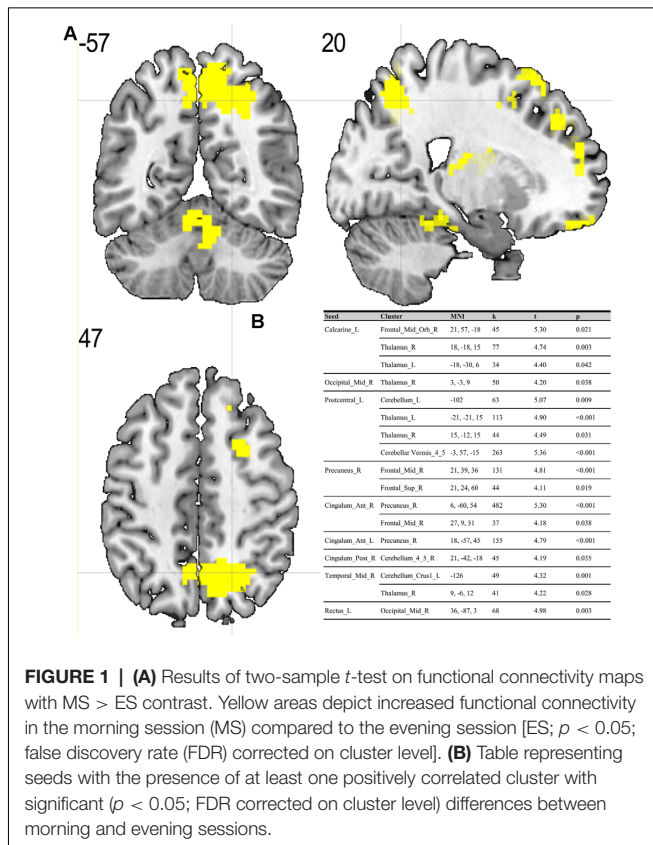 A
-57
20
B
47
Seed Cluster MNI k t p
Calcarine_L Frontal_Mid_Orb_R 21, 57, -18 45 5.30 0.021
Thalamus_R 18, -18, 15 77 4.74 0.003
Thalamus_L -18, -30, 6 34 4.40 0.042
Occipital_Mid_R Thalamus_R 3, -3, 9 50 4.20 0.038
Postcentral_L Cerebellum_L -102 63 5.07 0.009
Thalamus_L -21, -21, 15 113 4.90 <0.001
Thalamus_R 15, -12, 15 44 4.49 0.031
Cerebellar Vermis_4_5 -3, 57, -15 263 5.36 <0.001
Precuneus_R Frontal_Mid_R 21, 39, 36 131 4.81 <0.001
Frontal_Sup_R 21, 24, 60 44 4.11 0.019
Cingulum_Ant_R Precuneus_R 6, -60, 54 482 5.30 <0.001
Frontal_Mid_R 27, 9, 51 37 4.18 0.038
Cingulum_Ant_L Precuneus_R 18, -57, 45 155 4.79 <0.001
Cingulum_Post_R Cerebellum_4_5_R 21, -42, -18 45 4.19 0.035
Temporal_Mid_R Cerebellum_Crus1_L -126 49 4.32 0.001
Thalamus_R 9, -6, 12 41 4.22 0.028
Rectus_L Occipital_Mid_R 36, -87, 3 68 4.98 0.003
FIGURE 1 | (A) Results of two-sample t-test on functional connectivity maps
with MS > ES contrast. Yellow areas depict increased functional connectivity
in the morning session (MS) compared to the evening session [ES; p < 0.05;
false discovery rate (FDR) corrected on cluster level]. (B) Table representing
seeds with the presence of at least one positively correlated cluster with
significant (p < 0.05; FDR corrected on cluster level) differences between
morning and evening sessions.